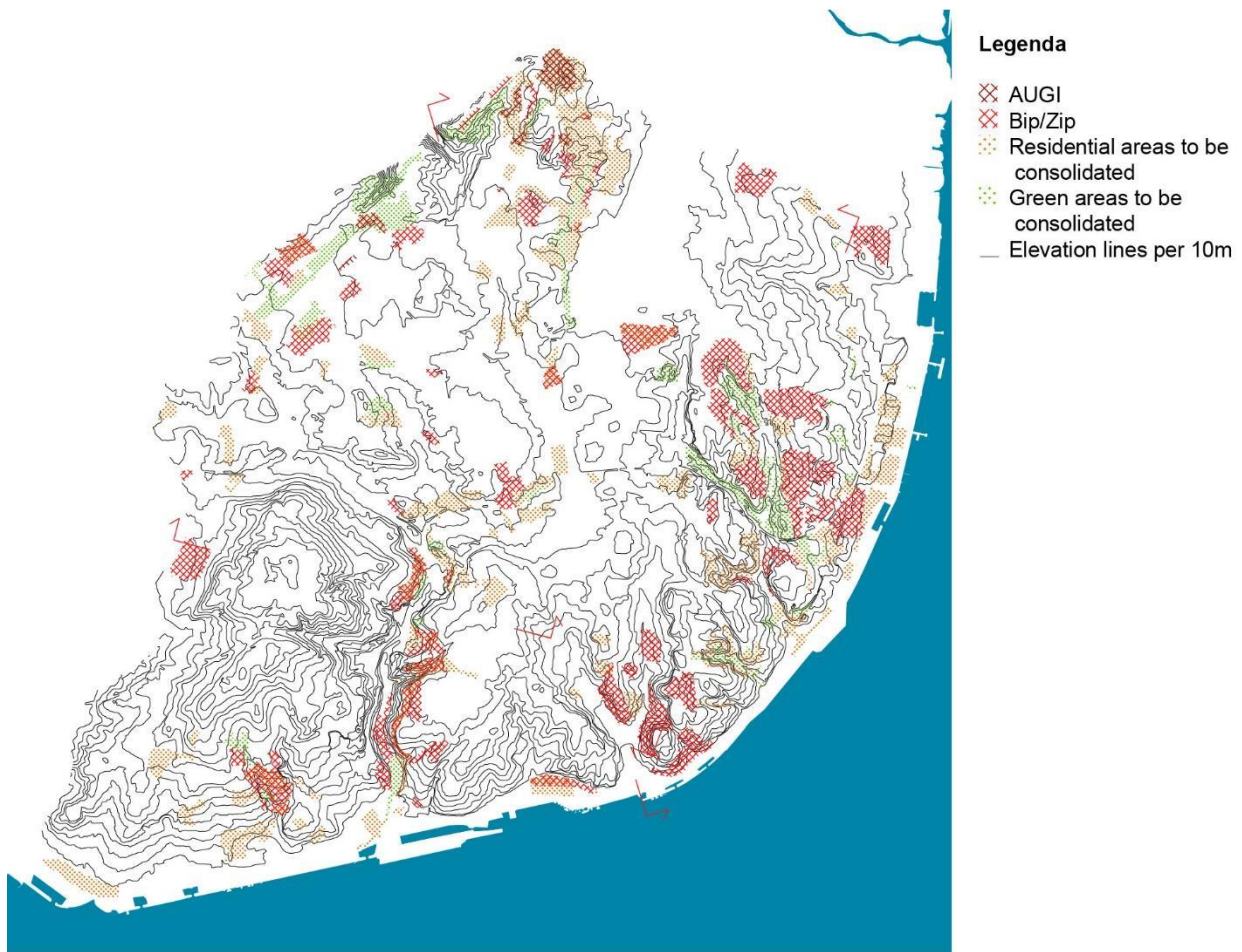 Legenda
AUGI
Bip/Zip
Residential areas to be
consolidated
Green areas to be
consolidated
Elevation lines per 10m